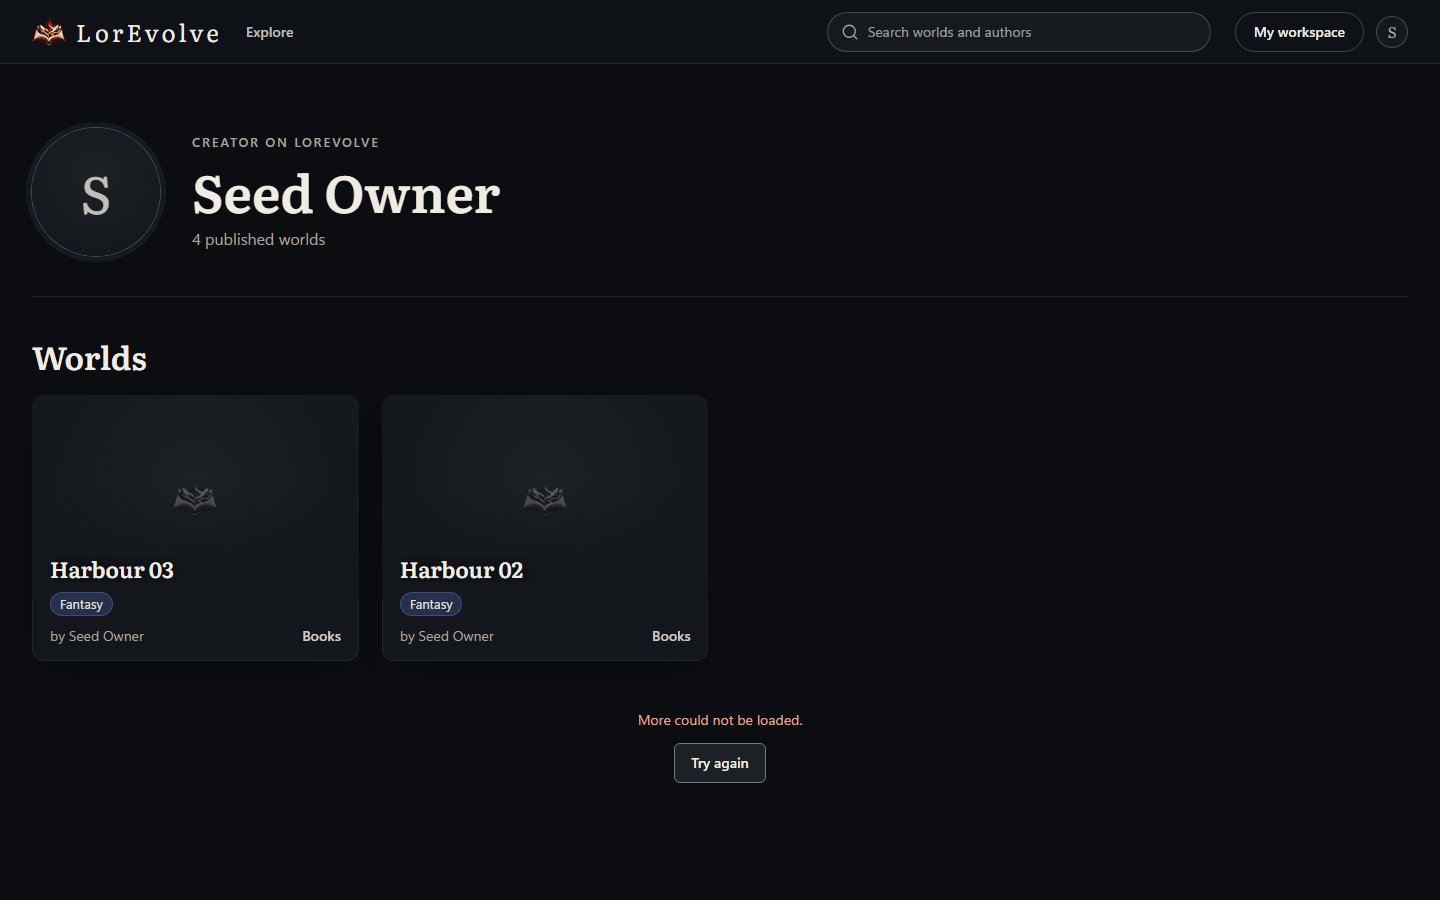 LorEvolve
Explore
Search worlds and authors
My workspace
S
S
CREATOR ON LOREVOLVE
Seed Owner
4 published worlds
Worlds
Harbour 03
Fantasy
by Seed Owner
Books
Harbour 02
Fantasy
by Seed Owner
Books
More could not be loaded.
Try again